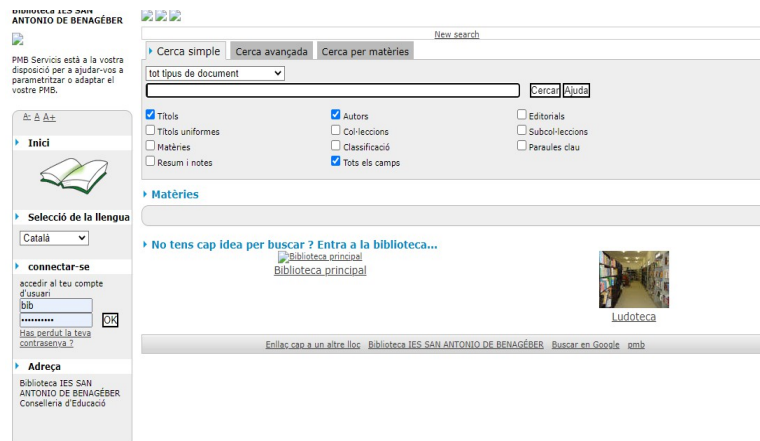 Biblioteca IES SAN
ANTONIO DE BENAGÉBER
PMB Servicis està a la vostra
disposició per a ajudar-vos a
parametritzar o adaptar el
vostre PMB.
A- A A+
Inici
Selecció de la llengua
Català
connectar-se
accedir al teu compte
d'usuari
bib
••••••••••
OK
Has perdut la teva
contrasenya ?
Adreça
Biblioteca IES SAN
ANTONIO DE BENAGÉBER
Conselleria d'Educació
New search
Cerca simple Cerca avançada Cerca per matèries
tot tipus de document
Cercar Ajuda
Títols Autors Editorials
Títols uniformes Col·leccions Subcol·leccions
Matèries Classificació Paraules clau
Resum i notes Tots els camps
Matèries
No tens cap idea per buscar ? Entra a la biblioteca...
Biblioteca principal
Biblioteca principal
Ludoteca
Enllaç cap a un altre lloc Biblioteca IES SAN ANTONIO DE BENAGÉBER Buscar en Google pmb